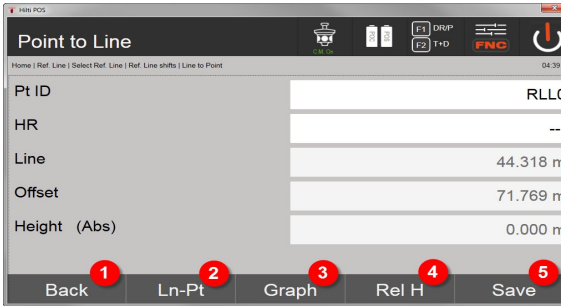 Hilti POS
Point to Line
C.M. On
POC
POS
F1 DR/P
F2 T+D
FNC
Home | Ref. Line | Select Ref. Line | Ref. Line shifts | Line to Point
04:39
Pt ID
RLL0
HR
--
Line
44.318 m
Offset
71.769 m
Height (Abs)
0.000 m
1
2
3
4
5
Back
Ln-Pt
Graph
Rel H
Save